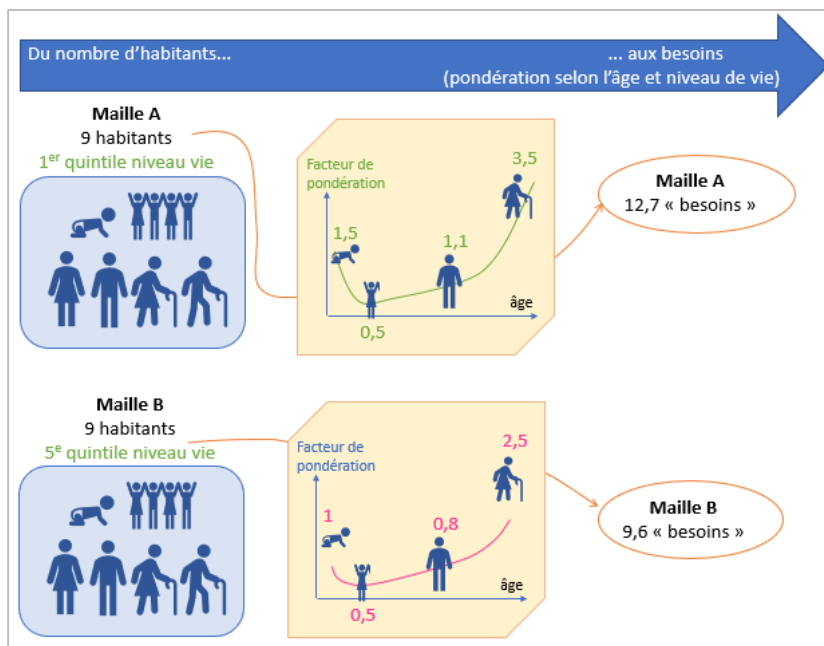 Du nombre d’habitants...
... aux besoins
(pondération selon l’âge et niveau de vie)
Maille A
9 habitants
1er quintile niveau vie
Facteur de
pondération
3,5
1,5
1,1
0,5
âge
Maille A
12,7 « besoins »
Maille B
9 habitants
5e quintile niveau vie
Facteur de
pondération
2,5
1
0,8
0,5
âge
Maille B
9,6 « besoins »